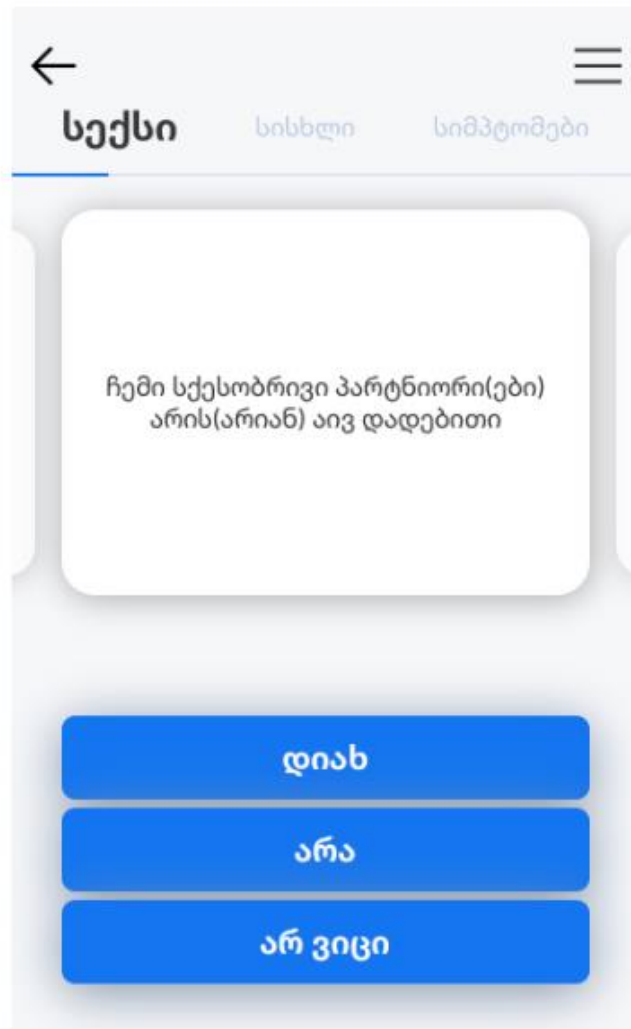 სექსი სისხლი სიმპტომები
ჩემი სქესობრივი პარტნიორი(ები)
არის(არიან) აივ დადებითი
დიახ
არა
არ ვიცი